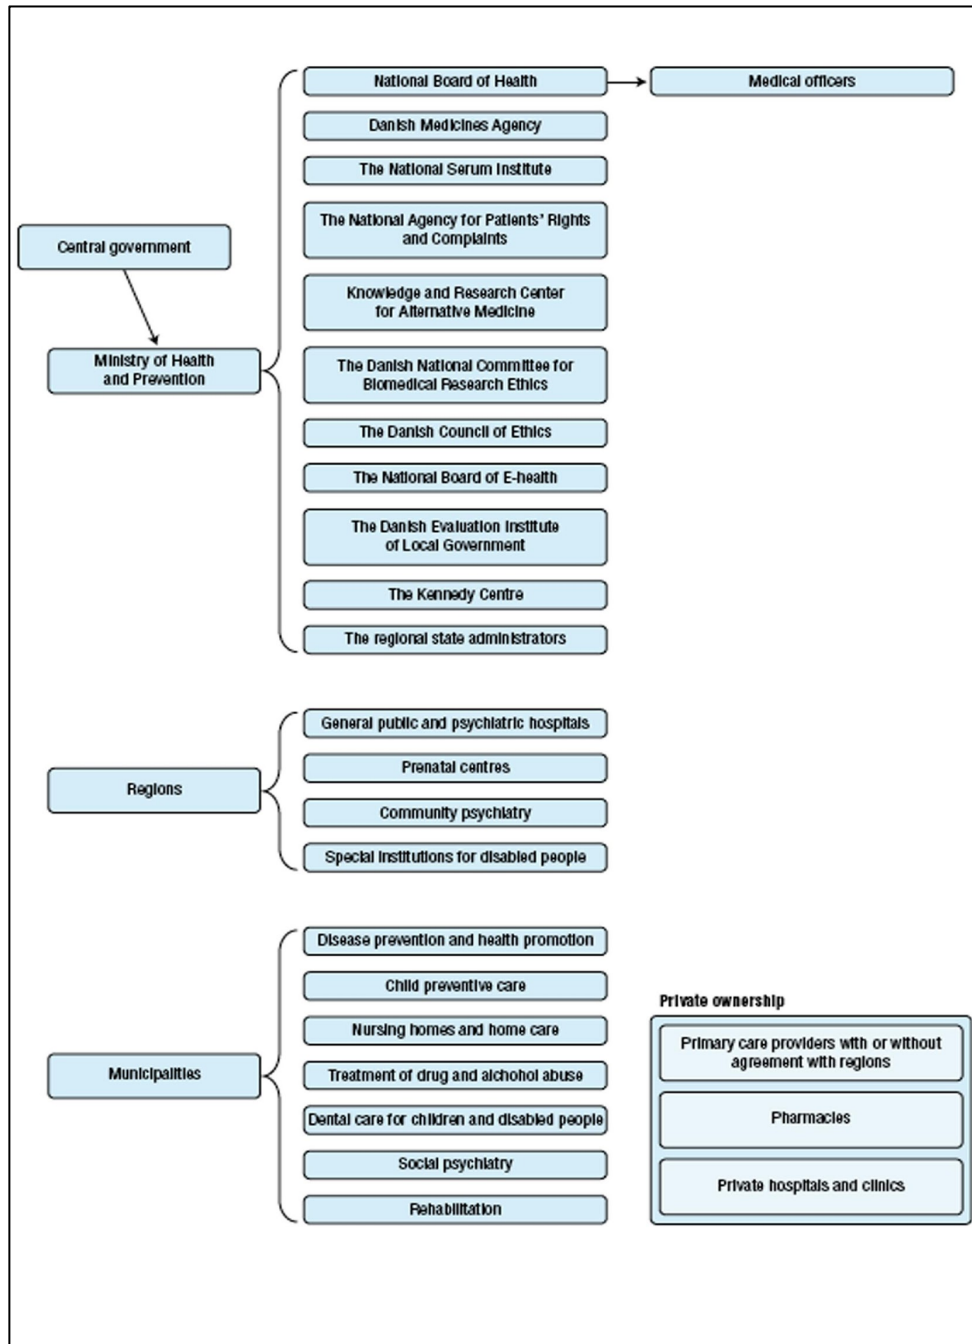 National Board of Health
Medical officers
Danish Medicines Agency
The National Serum Institute
The National Agency for Patients' Rights
and Complaints
Central government
Knowledge and Research Center
for Alternative Medicine
Ministry of Health
and Prevention
The Danish National Committee for
Biomedical Research Ethics
The Danish Council of Ethics
The National Board of E-health
The Danish Evaluation Institute
of Local Government
The Kennedy Centre
The regional state administrators
General public and psychiatric hospitals
Prenatal centres
Regions
Community psychiatry
Special institutions for disabled people
Disease prevention and health promotion
Child preventive care
Nursing homes and home care
Municipalities
Treatment of drug and alchohol abuse
Dental care for children and disabled people
Social psychiatry
Rehabilitation
Private ownership
Primary care providers with or without
agreement with regions
Pharmacies
Private hospitals and clinics